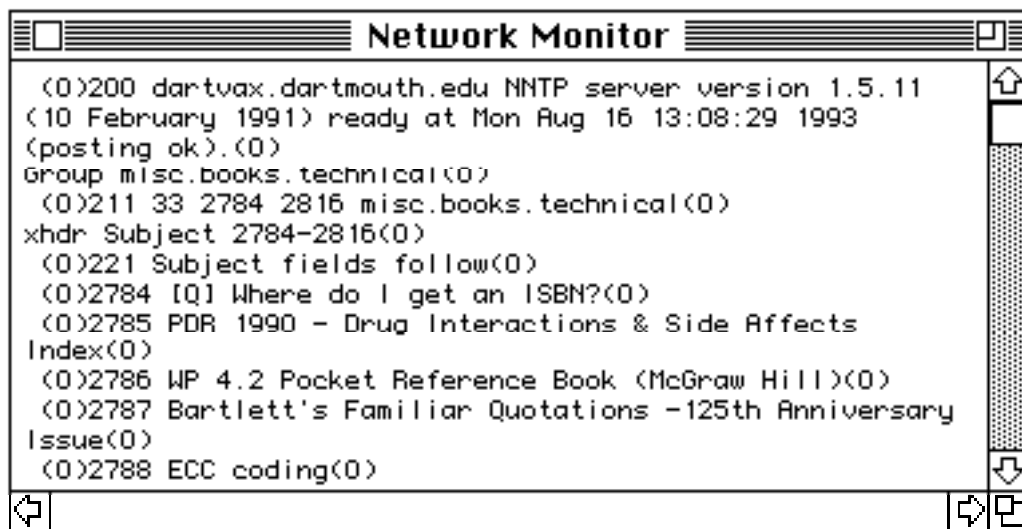 Network Monitor
(0)200 dartvax.dartmouth.edu NNTP server version 1.5.11
(10 February 1991) ready at Mon Aug 16 13:08:29 1993
(posting ok).(0)
Group misc.books.technical(0)
(0)211 33 2784 2816 misc.books.technical(0)
xhdr Subject 2784-2816(0)
(0)221 Subject fields follow(0)
(0)2784 [Q] Where do I get an ISBN?(0)
(0)2785 PDR 1990 - Drug Interactions & Side Affects
Index(0)
(0)2786 WP 4.2 Pocket Reference Book (McGraw Hill)(0)
(0)2787 Bartlett's Familiar Quotations -125th Anniversary
Issue(0)
(0)2788 ECC coding(0)